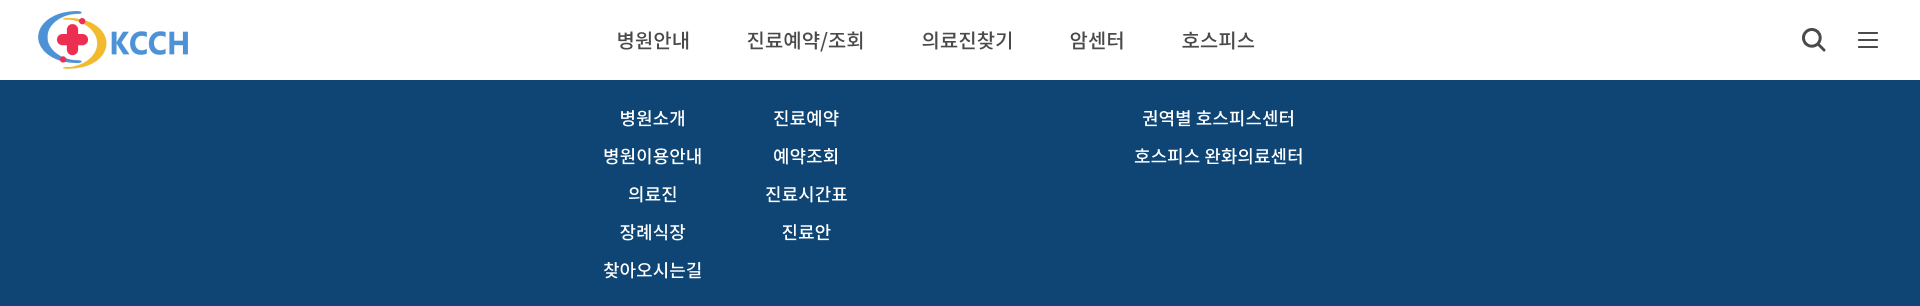 KCCH
병원안내 진료예약/조회 의료진찾기 암센터 호스피스
병원소개 진료예약 권역별 호스피스센터
병원이용안내 예약조회 호스피스 완화의료센터
의료진 진료시간표
장례식장 진료안
찾아오시는길